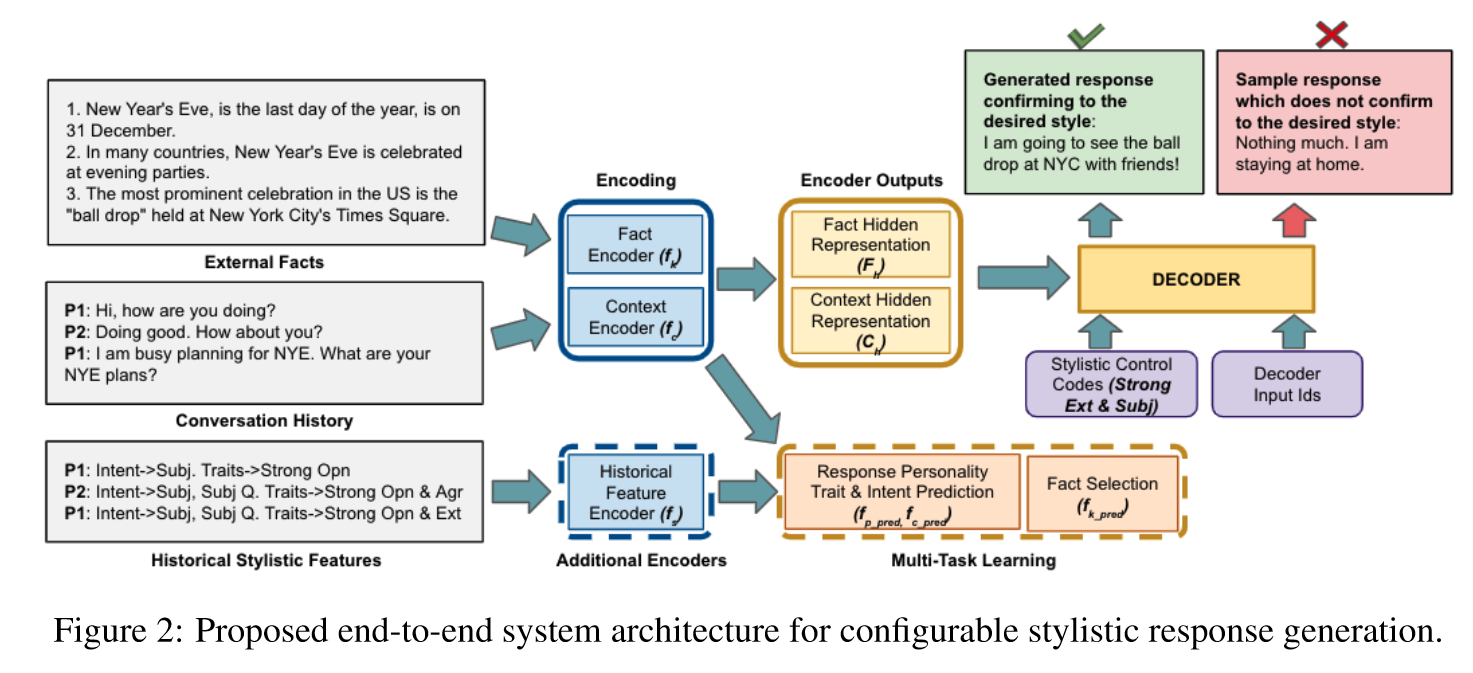 1. New Year's Eve, is the last day of the year, is on
31 December.
2. In many countries, New Year's Eve is celebrated
at evening parties.
3. The most prominent celebration in the US is the
"ball drop" held at New York City's Times Square.
External Facts
P1: Hi, how are you doing?
P2: Doing good. How about you?
P1: I am busy planning for NYE. What are your
NYE plans?
Conversation History
P1: Intent->Subj. Traits->Strong Opn
P2: Intent->Subj, Subj Q. Traits->Strong Opn & Agr
P1: Intent->Subj, Subj Q. Traits->Strong Opn & Ext
Historical Stylistic Features
Encoding
Fact
Encoder (f_k)
Context
Encoder (f_c)
Historical
Feature
Encoder (f_s)
Additional Encoders
Encoder Outputs
Fact Hidden
Representation
(F_h)
Context Hidden
Representation
(C_h)
Response Personality
Trait & Intent Prediction
(f_p_pred, f_c_pred)
Fact Selection
(f_k_pred)
Multi-Task Learning
Generated response
confirming to the
desired style:
I am going to see the ball
drop at NYC with friends!
Sample response
which does not confirm
to the desired style:
Nothing much. I am
staying at home.
DECODER
Stylistic Control
Codes (Strong
Ext & Subj)
Decoder
Input Ids
Figure 2: Proposed end-to-end system architecture for configurable stylistic response generation.